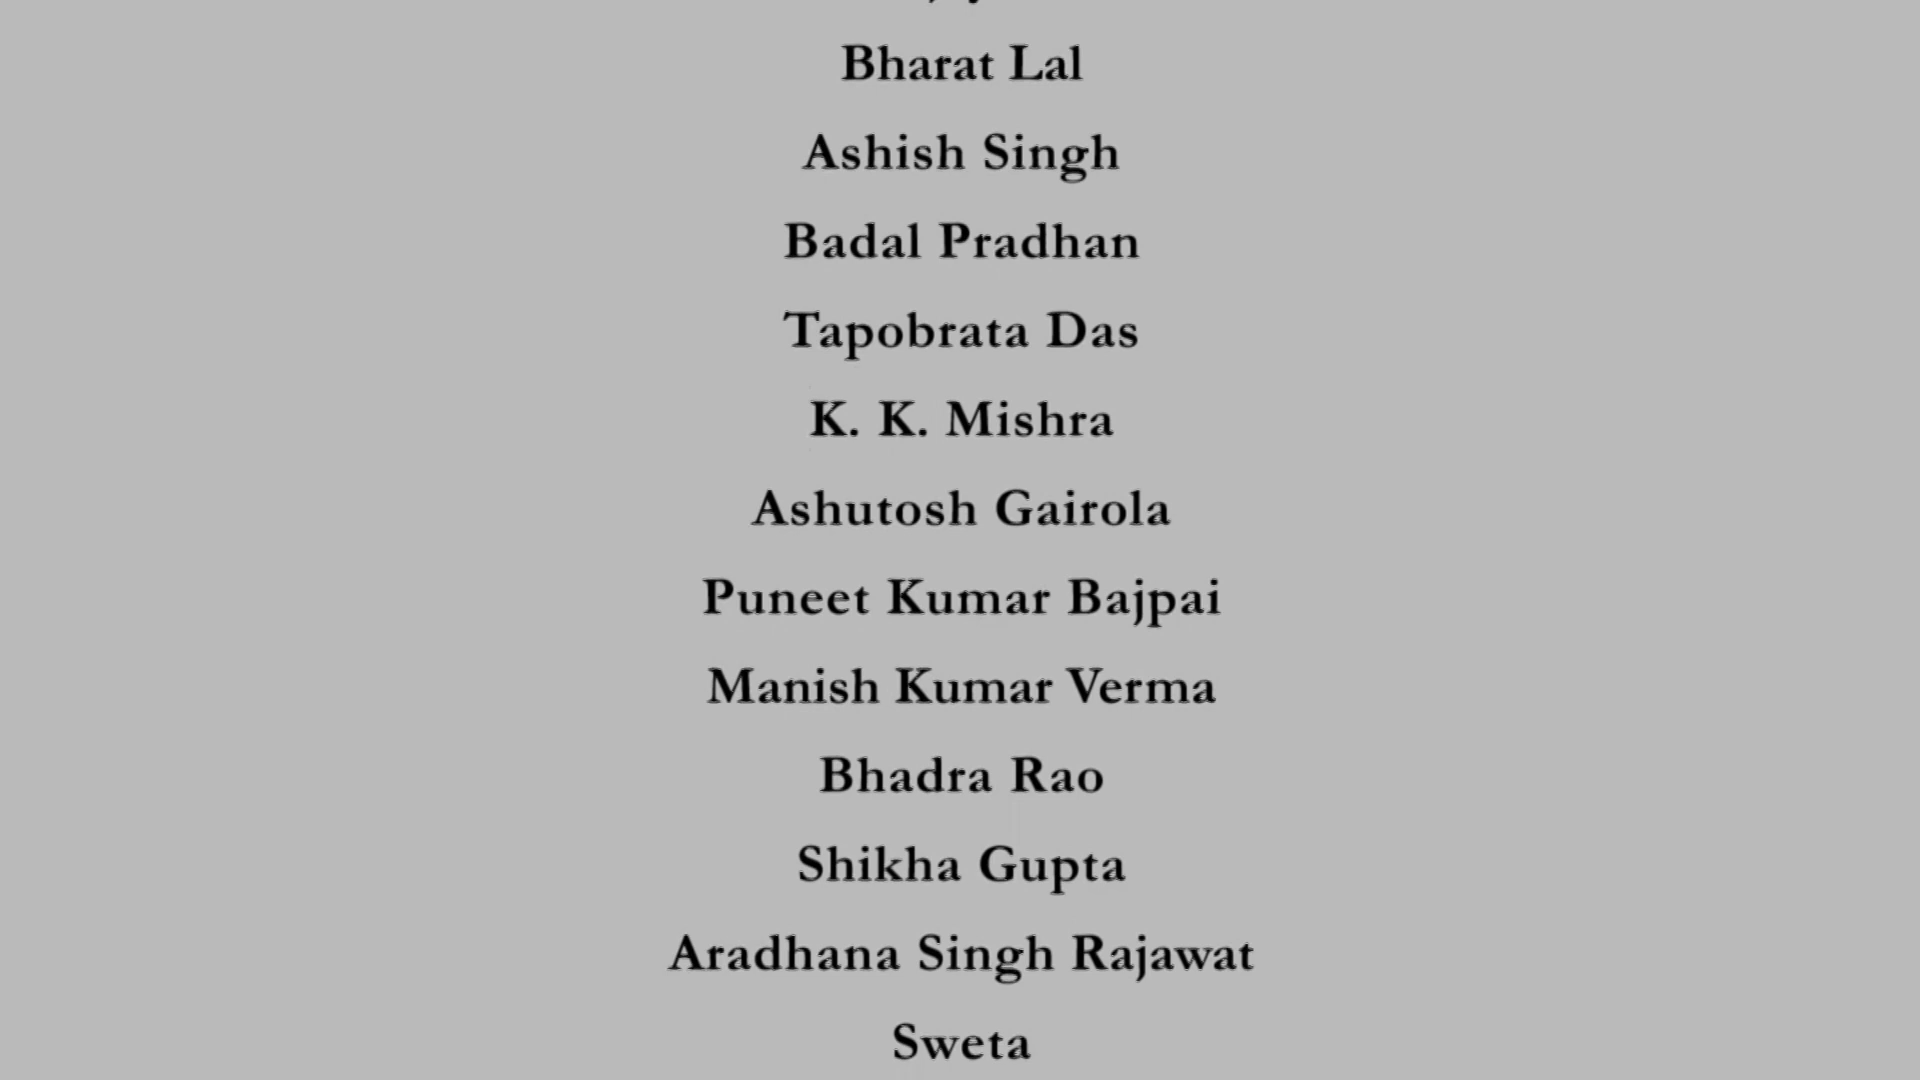 Bharat Lal
Ashish Singh
Badal Pradhan
Tapobrata Das
K. K. Mishra
Ashutosh Gairola
Puneet Kumar Bajpai
Manish Kumar Verma
Bhadra Rao
Shikha Gupta
Aradhana Singh Rajawat
Sweta